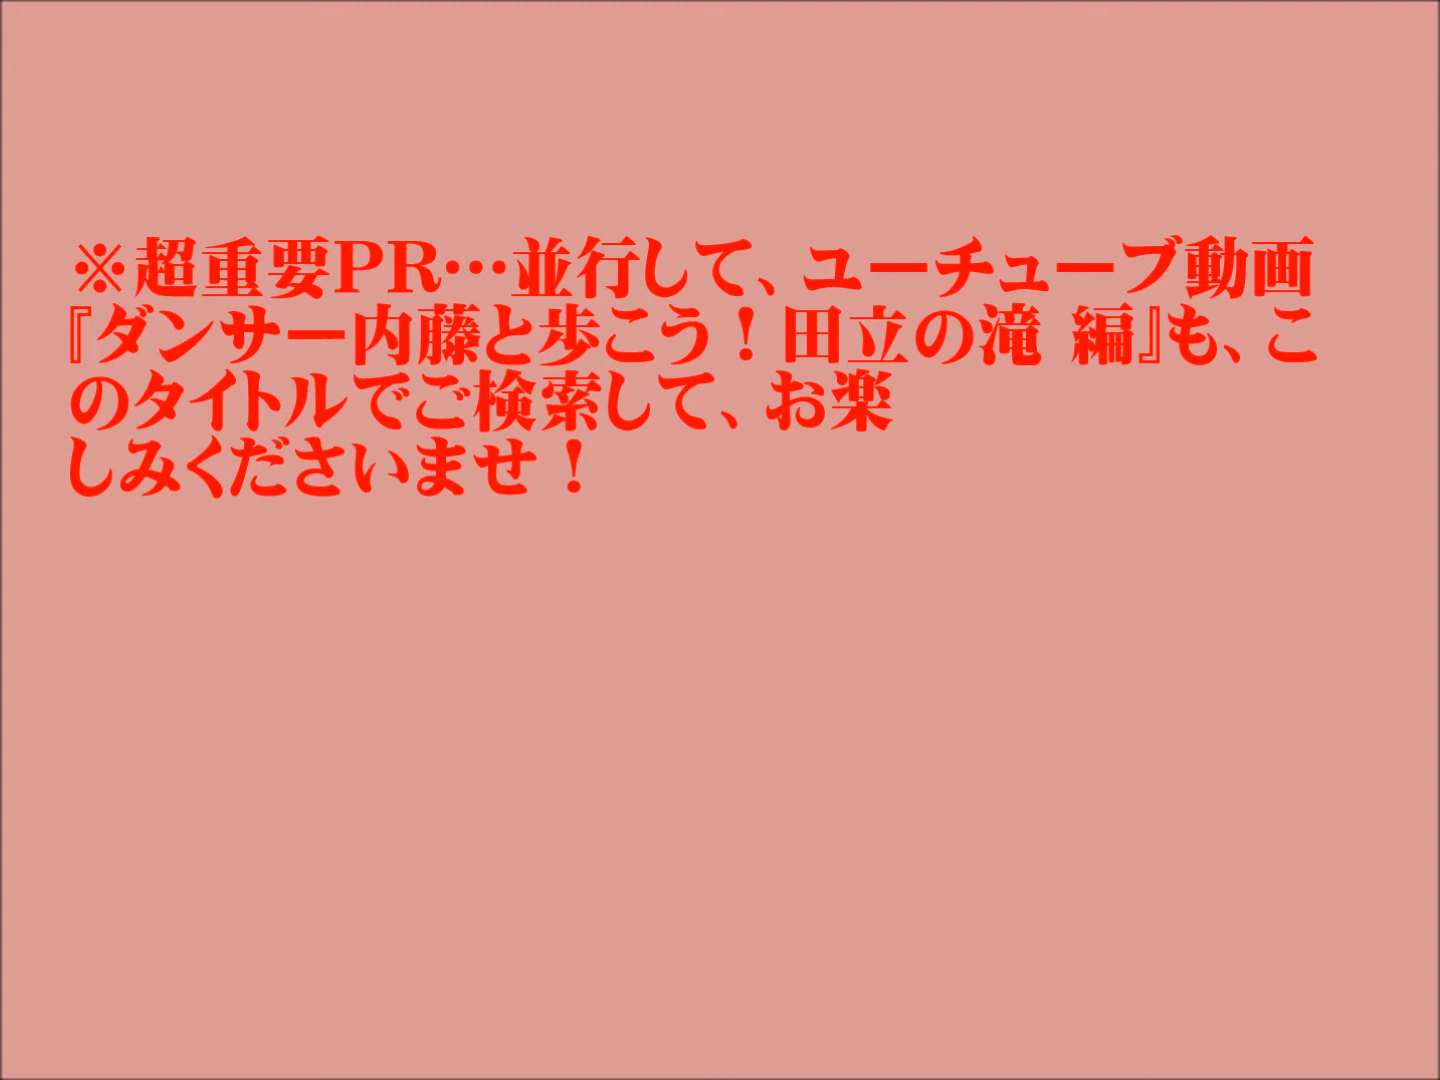 ※超重要PR…並行して、ユーチューブ動画
『ダンサー内藤と歩こう！田立の滝 編』も、こ
のタイトルでご検索して、お楽
しみくださいませ！